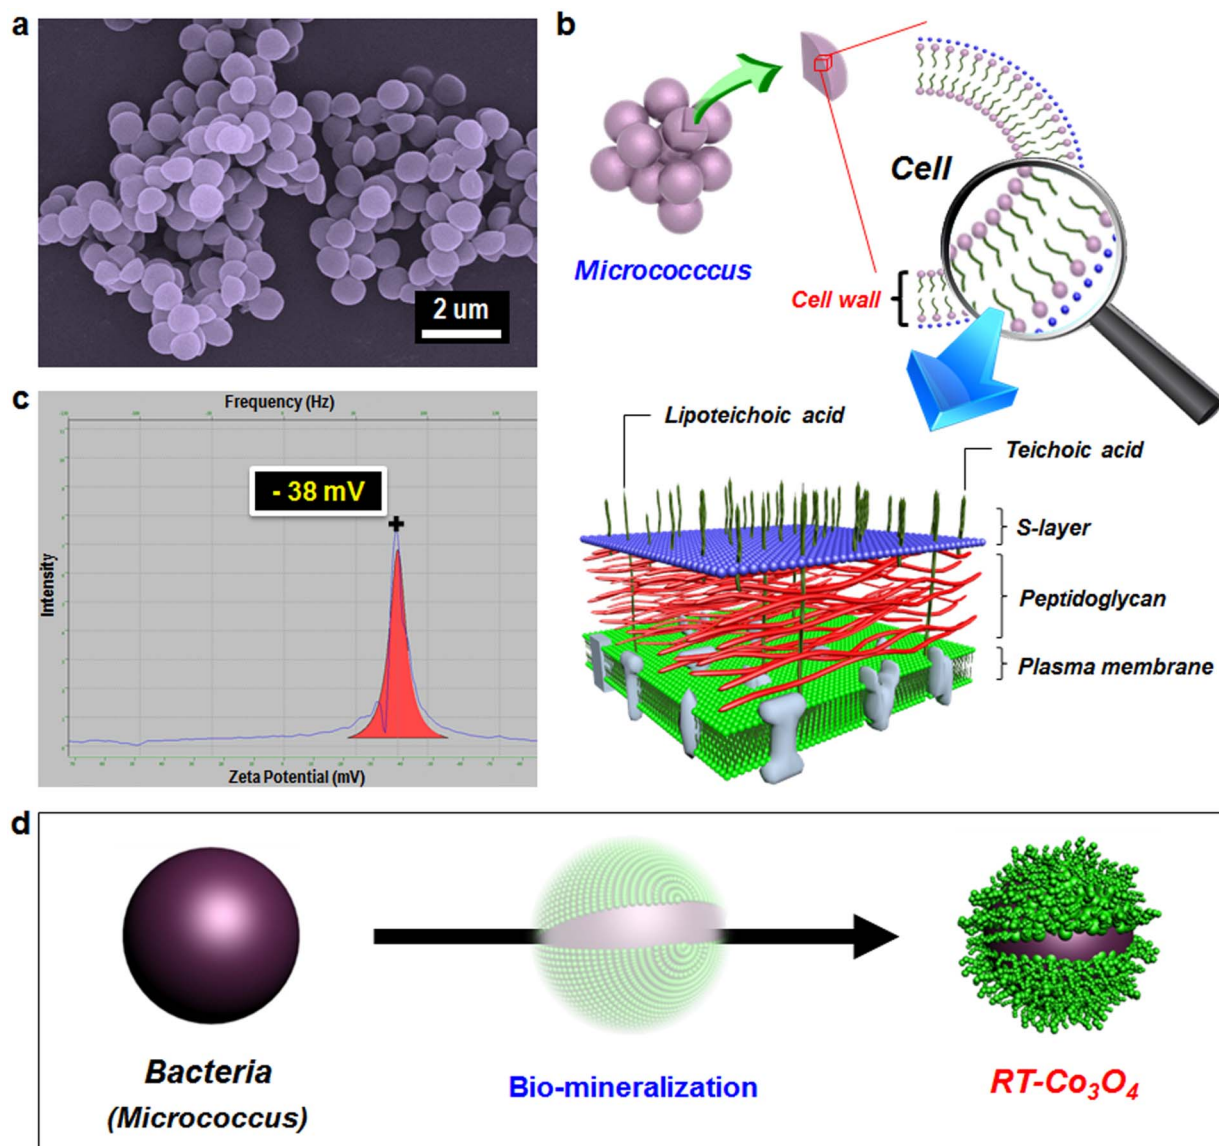 a
2 um
b
Micrococccus
Cell
Cell wall
Lipoteichoic acid
Teichoic acid
S-layer
Peptidoglycan
Plasma membrane
c
Frequency (Hz)
- 38 mV
Intensity
Zeta Potential (mV)
d
Bacteria
(Micrococcus)
Bio-mineralization
RT-Co₃O₄